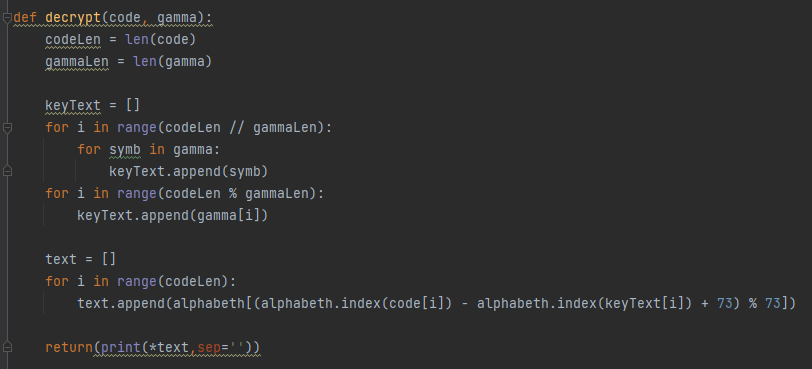 def decrypt(code, gamma):
    codeLen = len(code)
    gammaLen = len(gamma)

    keyText = []
    for i in range(codeLen // gammaLen):
        for symb in gamma:
            keyText.append(symb)
    for i in range(codeLen % gammaLen):
        keyText.append(gamma[i])

    text = []
    for i in range(codeLen):
        text.append(alphabeth[(alphabeth.index(code[i]) - alphabeth.index(keyText[i]) + 73) % 73])

    return(print(*text,sep=''))